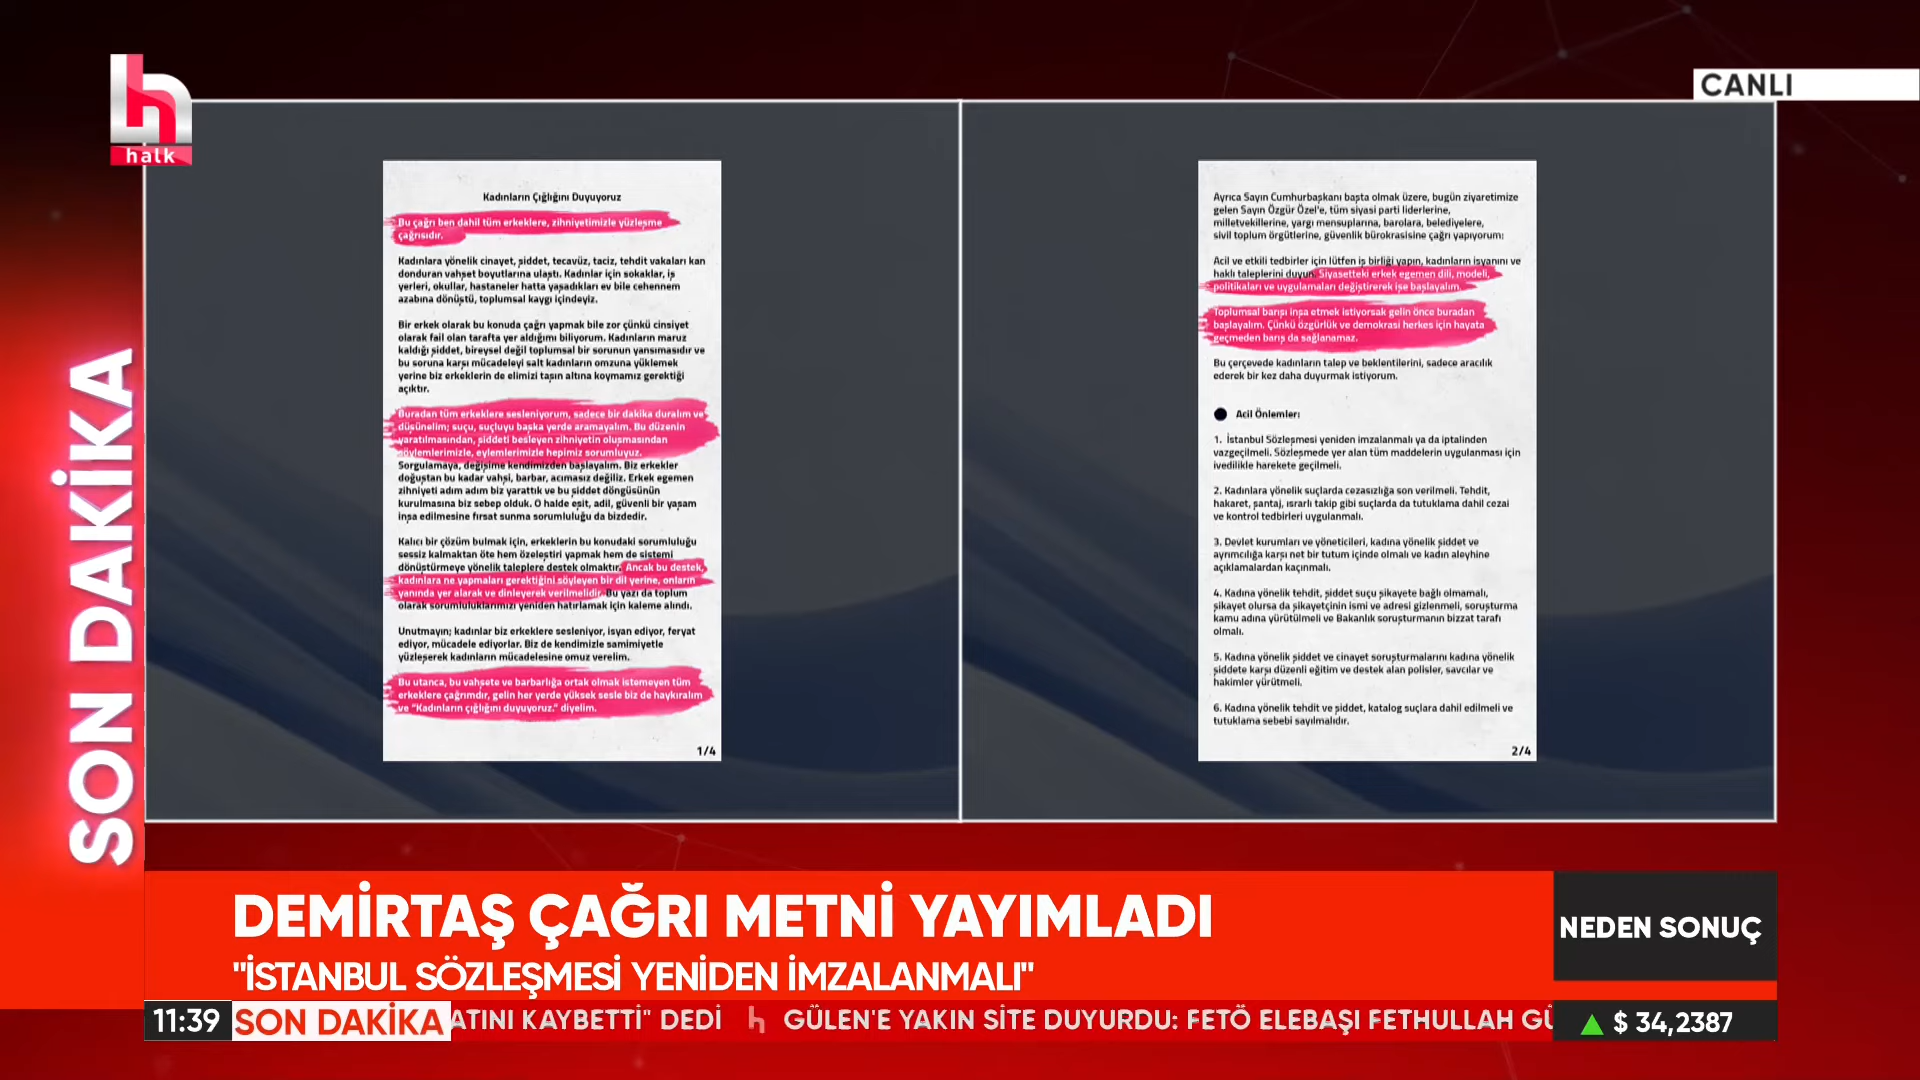 halk
CANLI
SON DAKİKA
Kadınların Çığlığını Duyuyoruz
Bu çağrı ben dahil tüm erkeklere, zihniyetimizle yüzleşme
çağrısıdır.
Kadınlara yönelik cinayet, şiddet, tecavüz, taciz, tehdit vakaları kan
donduran vahşet boyutlarına ulaştı. Kadınlar için sokaklar, iş
yerleri, okullar, hastaneler hatta yaşadıkları ev bile cehennem
azabına dönüştü, toplumsal kaygı içindeyiz.
Bir erkek olarak bu konuda çağrı yapmak bile zor çünkü cinsiyet
olarak fail olan tarafta yer aldığımı biliyorum. Kadınların maruz
kaldığı şiddet, bireysel değil toplumsal bir sorunun yansımasıdır ve
bu soruna karşı mücadeleyi salt kadınların omzuna yüklemek
yerine biz erkeklerin de elimizi taşın altına koymamız gerektiği
açıktır.
Buradan tüm erkeklere sesleniyorum, sadece bir dakika duralım ve
düşünelim; suçu, suçluyu başka yerde aramayalım. Bu düzenin
yaratılmasından, şiddeti besleyen zihniyetin oluşmasından
söylemlerimizle, eylemlerimizle hepimiz sorumluyuz.
Sorgulamaya, değişime kendimizden başlayalım. Biz erkekler
doğuştan bu kadar vahşi, barbar, acımasız değiliz. Erkek egemen
zihniyeti adım adım biz yarattık ve bu şiddet döngüsünün
kurulmasına biz sebep olduk. O halde eşit, adil, güvenli bir yaşam
inşa edilmesine fırsat sunma sorumluluğu da bizdedir.
Kalıcı bir çözüm bulmak için, erkeklerin bu konudaki sorumluluğu
sessiz kalmaktan öte hem özeleştiri yapmak hem de sistemi
dönüştürmeye yönelik taleplere destek olmaktır. Ancak bu destek,
kadınlara ne yapmaları gerektiğini söyleyen bir dil yerine, onların
yanında yer alarak ve dinleyerek verilmelidir. Bu yazı da toplum
olarak sorumluluklarımızı yeniden hatırlamak için kaleme alındı.
Unutmayın; kadınlar biz erkeklere sesleniyor, isyan ediyor, feryat
ediyor, mücadele ediyorlar. Biz de kendimizle samimiyetle
yüzleşerek kadınların mücadelesine omuz verelim.
Bu utanca, bu vahşete ve barbarlığa ortak olmak istemeyen tüm
erkeklere çağrımdır, gelin her yerde yüksek sesle biz de haykıralım
ve "Kadınların çığlığını duyuyoruz." diyelim.
1/4
Ayrıca Sayın Cumhurbaşkanı başta olmak üzere, bugün ziyaretimize
gelen Sayın Özgür Özel'e, tüm siyasi parti liderlerine,
milletvekillerine, yargı mensuplarına, barolara, belediyelere,
sivil toplum örgütlerine, güvenlik bürokrasisine çağrı yapıyorum:
Acil ve etkili tedbirler için lütfen iş birliği yapın, kadınların isyanını ve
haklı taleplerini duyun. Siyasetteki erkek egemen dili, modeli,
politikaları ve uygulamaları değiştirerek işe başlayalım.
Toplumsal barışı inşa etmek istiyorsak gelin önce buradan
başlayalım. Çünkü özgürlük ve demokrasi herkes için hayata
geçmeden barış da sağlanamaz.
Bu çerçevede kadınların talep ve beklentilerini, sadece aracılık
ederek bir kez daha duyurmak istiyorum.
Acil Önlemler:
1. İstanbul Sözleşmesi yeniden imzalanmalı ya da iptalinden
vazgeçilmeli. Sözleşmede yer alan tüm maddelerin uygulanması için
ivedilikle harekete geçilmeli.
2. Kadınlara yönelik suçlarda cezasızlığa son verilmeli. Tehdit,
hakaret, şantaj, ısrarlı takip gibi suçlarda da tutuklama dahil cezai
ve kontrol tedbirleri uygulanmalı.
3. Devlet kurumları ve yöneticileri, kadına yönelik şiddet ve
ayrımcılığa karşı net bir tutum içinde olmalı ve kadın aleyhine
açıklamalardan kaçınmalı.
4. Kadına yönelik tehdit, şiddet suçu şikayete bağlı olmamalı,
şikayet olursa da şikayetçinin ismi ve adresi gizlenmeli, soruşturma
kamu adına yürütülmeli ve Bakanlık soruşturmanın bizzat tarafı
olmalı.
5. Kadına yönelik şiddet ve cinayet soruşturmalarını kadına yönelik
şiddete karşı düzenli eğitim ve destek alan polisler, savcılar ve
hakimler yürütmeli.
6. Kadına yönelik tehdit ve şiddet, katalog suçlara dahil edilmeli ve
tutuklama sebebi sayılmalıdır.
2/4
DEMİRTAŞ ÇAĞRI METNİ YAYIMLADI
"İSTANBUL SÖZLEŞMESİ YENİDEN İMZALANMALI"
NEDEN SONUÇ
11:39 SON DAKİKA ATINI KAYBETTİ" DEDİ h GÜLEN'E YAKIN SİTE DUYURDU: FETÖ ELEBAŞI FETHULLAH GÜ
$ 34,2387